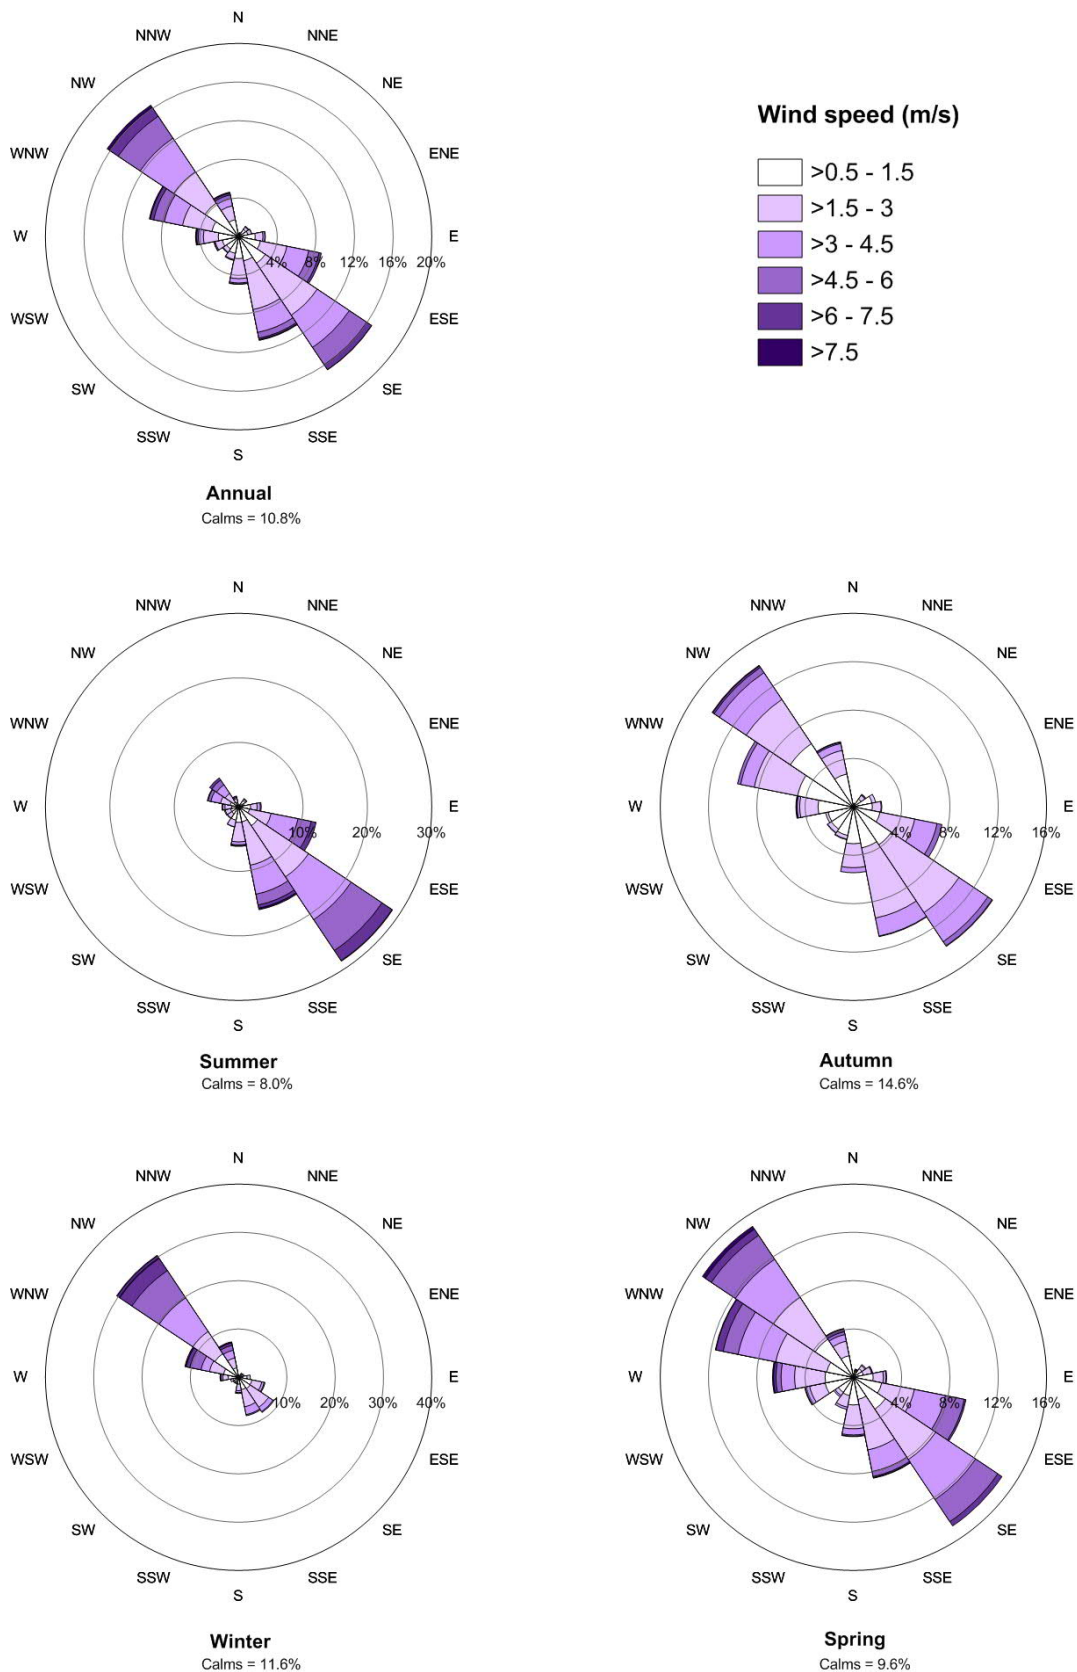 N
NNW
NNE
NW
NE
WNW
ENE
W
E
4% 8% 12% 16% 20%
WSW
ESE
SW
SE
SSW
SSE
S
Annual
Calms = 10.8%
Wind speed (m/s)
>0.5 - 1.5
>1.5 - 3
>3 - 4.5
>4.5 - 6
>6 - 7.5
>7.5
N
NNW
NNE
NW
NE
WNW
ENE
W
E
10% 20% 30%
WSW
ESE
SW
SE
SSW
SSE
S
Summer
Calms = 8.0%
N
NNW
NNE
NW
NE
WNW
ENE
W
E
4% 8% 12% 16%
WSW
ESE
SW
SE
SSW
SSE
S
Autumn
Calms = 14.6%
N
NNW
NNE
NW
NE
WNW
ENE
W
E
10% 20% 30% 40%
WSW
ESE
SW
SE
SSW
SSE
S
Winter
Calms = 11.6%
N
NNW
NNE
NW
NE
WNW
ENE
W
E
4% 8% 12% 16%
WSW
ESE
SW
SE
SSW
SSE
S
Spring
Calms = 9.6%